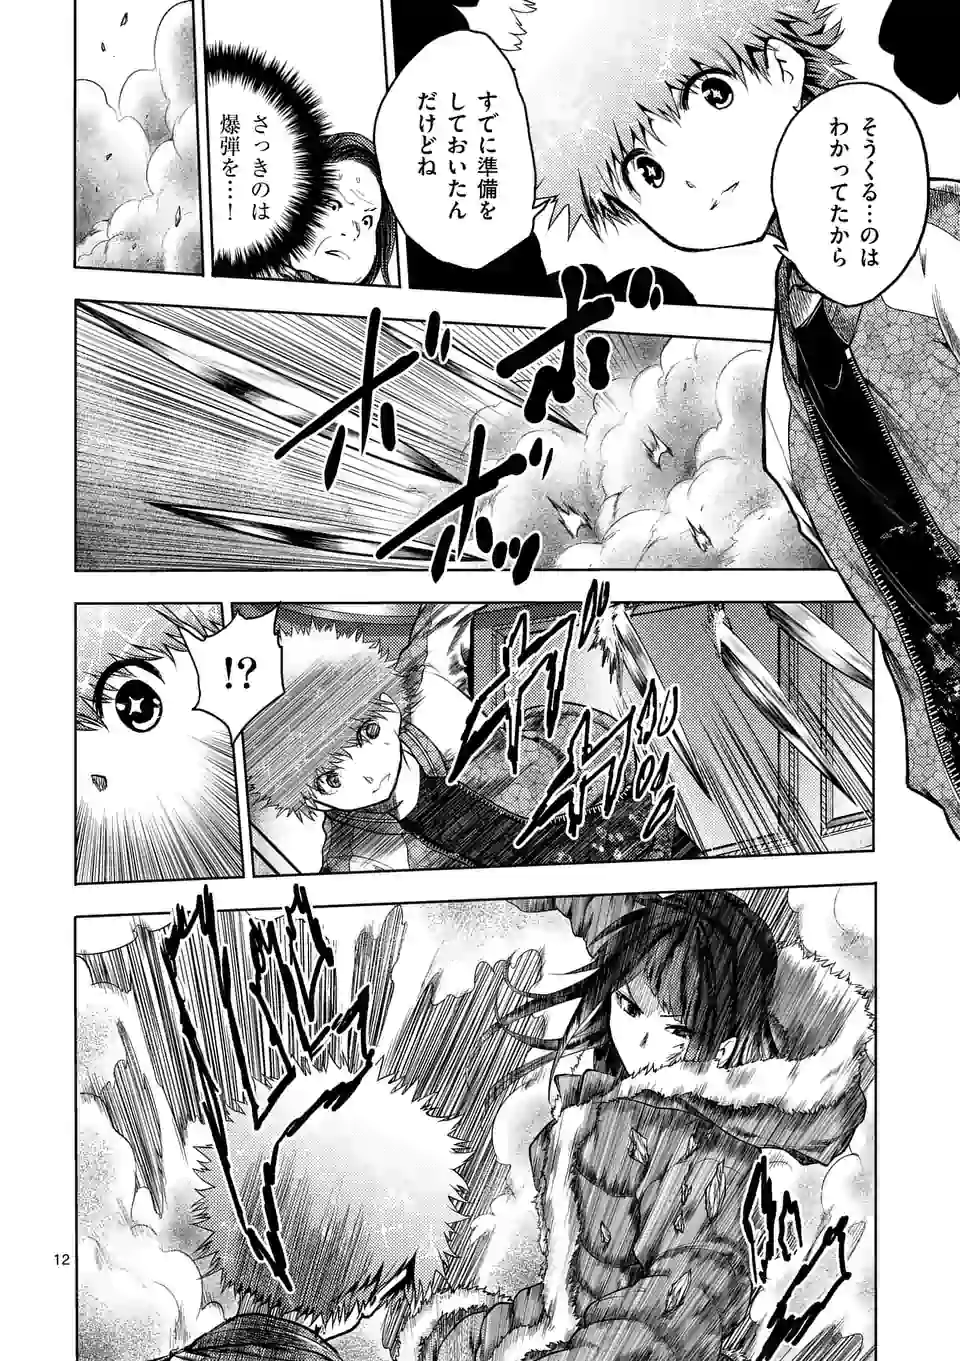 そうくる…のは
わかってたから
すでに準備を
しておいたん
だけどね
さっきのは
爆弾を…!
ボボ
ボボッ
!?
12